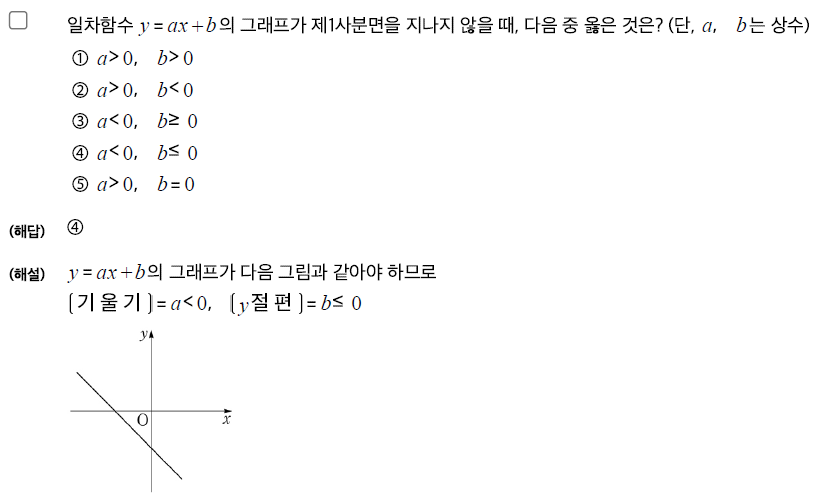 일차함수 y=ax+b의 그래프가 제1사분면을 지나지 않을 때, 다음 중 옳은 것은? (단, a, b는 상수)
① a>0, b>0
② a>0, b<0
③ a<0, b≥ 0
④ a<0, b≤ 0
⑤ a>0, b=0
(해답) ④
(해설) y=ax+b의 그래프가 다음 그림과 같아야 하므로
(기울기)=a<0, (y절편)=b≤ 0
y
O
x